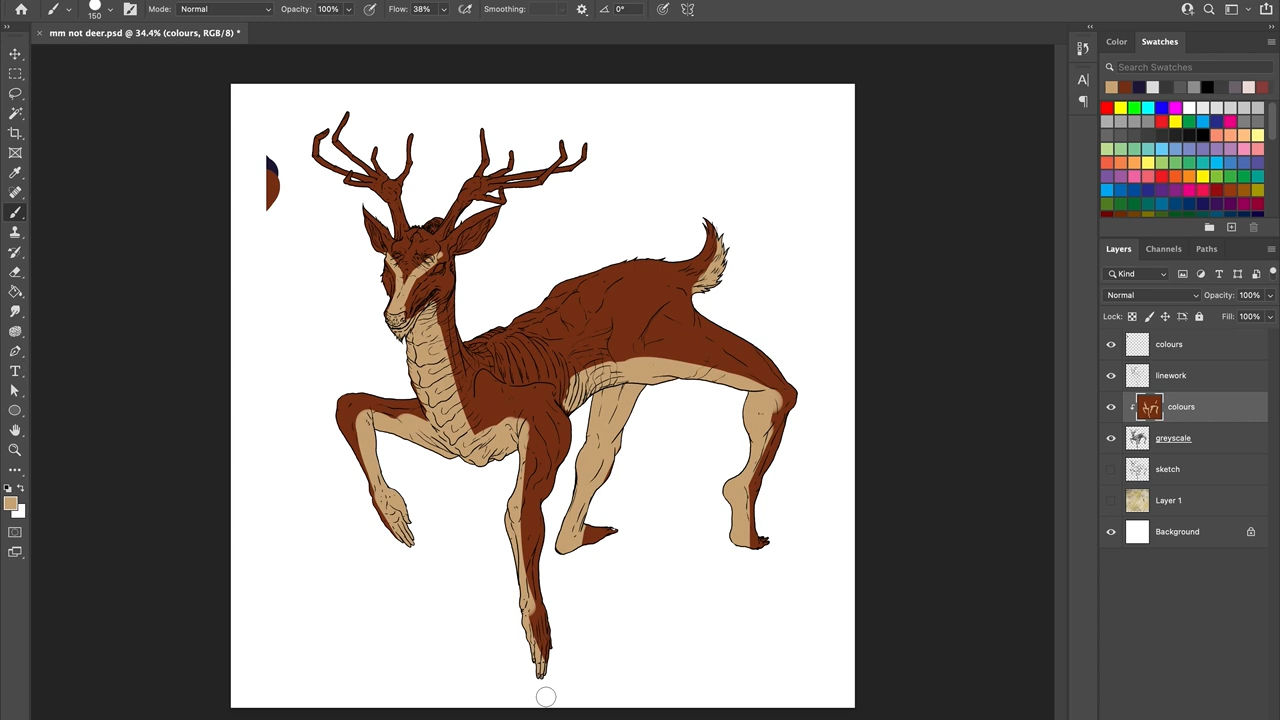 150 Mode: Normal Opacity: 100% Flow: 38% Smoothing: 0°
× mm not deer.psd @ 34.4% (colours, RGB/8) *
Color Swatches
Search Swatches
A|
¶
Layers Channels Paths
Kind
Normal Opacity: 100%
Lock: Fill: 100%
colours
linework
colours
greyscale
sketch
Layer 1
Background